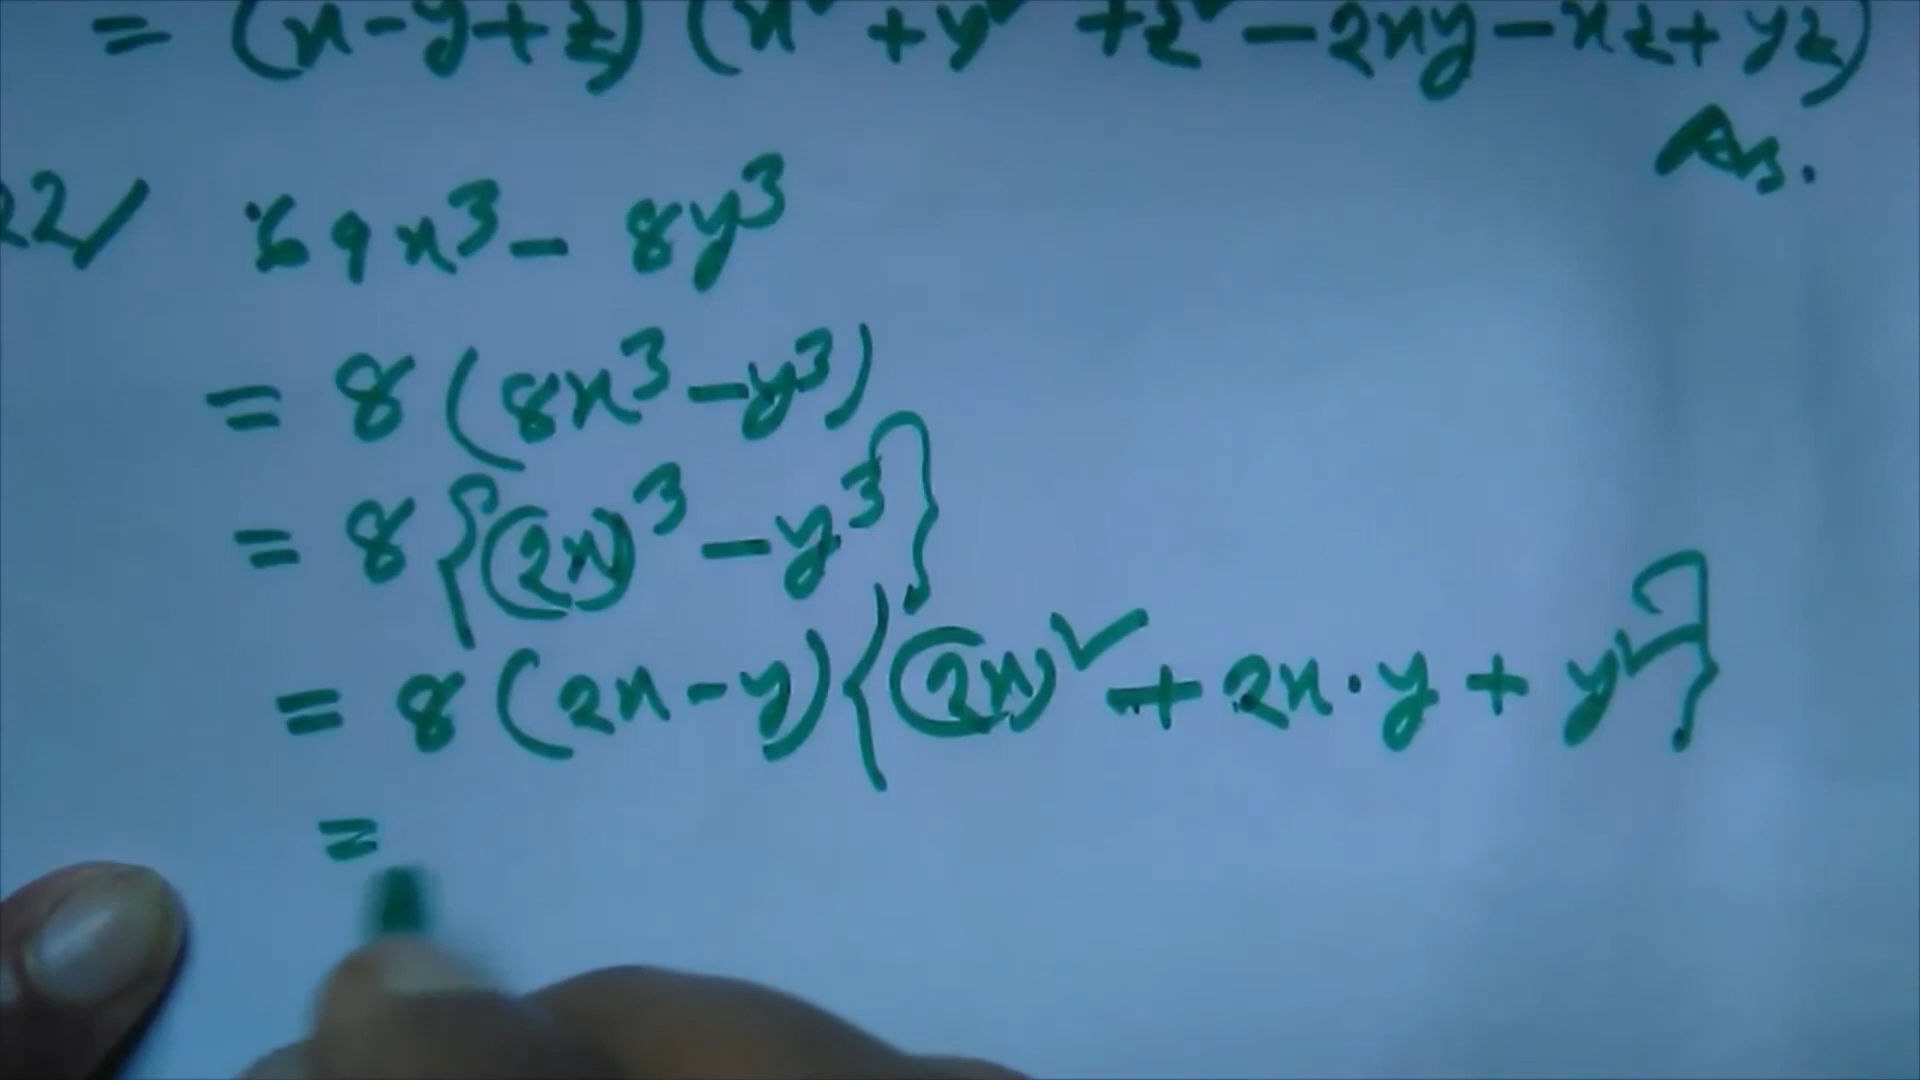 = (x-y+z) (x² + y² + z² - 2xy - xz + yz)
Ans.
22/ 64x³ - 8y³
= 8 (8x³ - y³)
= 8 {(2x)³ - y³}
= 8 (2x-y) {(2x)² + 2x·y + y²}
=